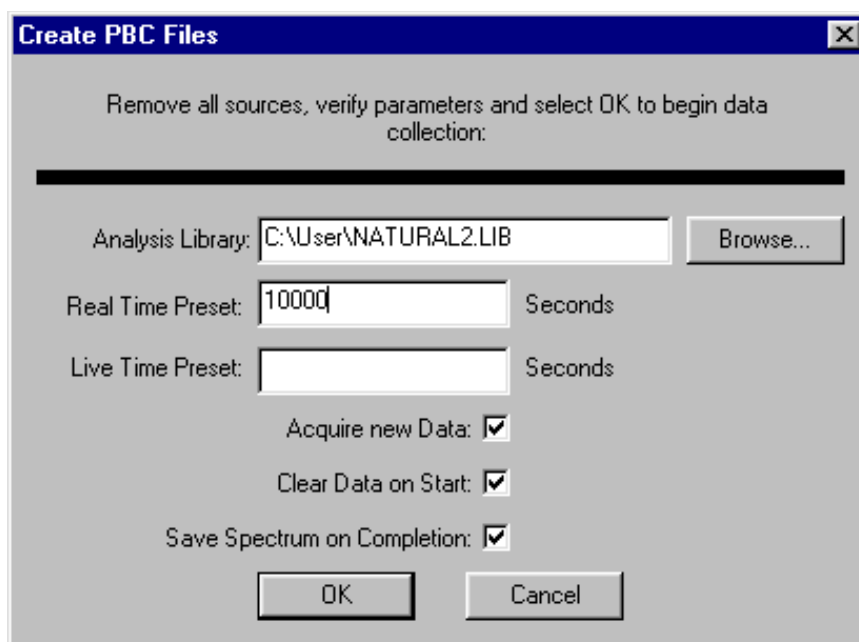 Create PBC Files
Remove all sources, verify parameters and select OK to begin data
collection:
Analysis Library: C:\User\NATURAL2.LIB Browse...
Real Time Preset: 10000 Seconds
Live Time Preset: Seconds
Acquire new Data:
Clear Data on Start:
Save Spectrum on Completion:
OK Cancel